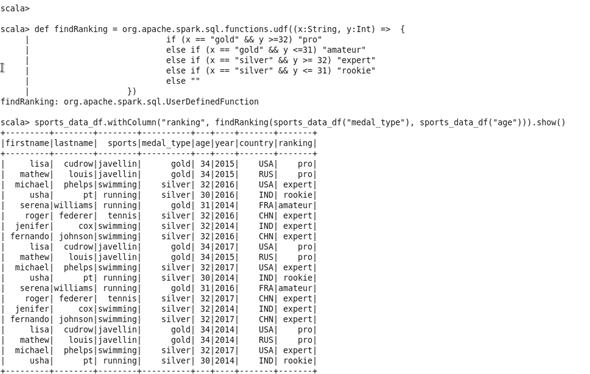 scala>
scala> def findRanking = org.apache.spark.sql.functions.udf((x:String, y:Int) => {
| if (x == "gold" && y >=32) "pro"
| else if (x == "gold" && y <=31) "amateur"
| else if (x == "silver" && y >= 32) "expert"
| else if (x == "silver" && y <= 31) "rookie"
| else ""
| })
findRanking: org.apache.spark.sql.UserDefinedFunction
scala> sports_data_df.withColumn("ranking", findRanking(sports_data_df("medal_type"), sports_data_df("age"))).show()
+---------+--------+--------+----------+---+----+-------+-------+
|firstname|lastname|  sports|medal_type|age|year|country|ranking|
+---------+--------+--------+----------+---+----+-------+-------+
|     lisa|  cudrow|javellin|      gold| 34|2015|    USA|    pro|
|   mathew|   louis|javellin|      gold| 34|2015|    RUS|    pro|
|  michael|  phelps|swimming|    silver| 32|2016|    USA| expert|
|     usha|      pt| running|    silver| 30|2016|    IND| rookie|
|   serena|williams| running|      gold| 31|2014|    FRA|amateur|
|    roger| federer|  tennis|    silver| 32|2016|    CHN| expert|
|  jenifer|     cox|swimming|    silver| 32|2014|    IND| expert|
| fernando| johnson|swimming|    silver| 32|2016|    CHN| expert|
|     lisa|  cudrow|javellin|      gold| 34|2017|    USA|    pro|
|   mathew|   louis|javellin|      gold| 34|2015|    RUS|    pro|
|  michael|  phelps|swimming|    silver| 32|2017|    USA| expert|
|     usha|      pt| running|    silver| 30|2014|    IND| rookie|
|   serena|williams| running|      gold| 31|2016|    FRA|amateur|
|    roger| federer|  tennis|    silver| 32|2017|    CHN| expert|
|  jenifer|     cox|swimming|    silver| 32|2014|    IND| expert|
| fernando| johnson|swimming|    silver| 32|2017|    CHN| expert|
|     lisa|  cudrow|javellin|      gold| 34|2014|    USA|    pro|
|   mathew|   louis|javellin|      gold| 34|2014|    RUS|    pro|
|  michael|  phelps|swimming|    silver| 32|2017|    USA| expert|
|     usha|      pt| running|    silver| 30|2014|    IND| rookie|
+---------+--------+--------+----------+---+----+-------+-------+